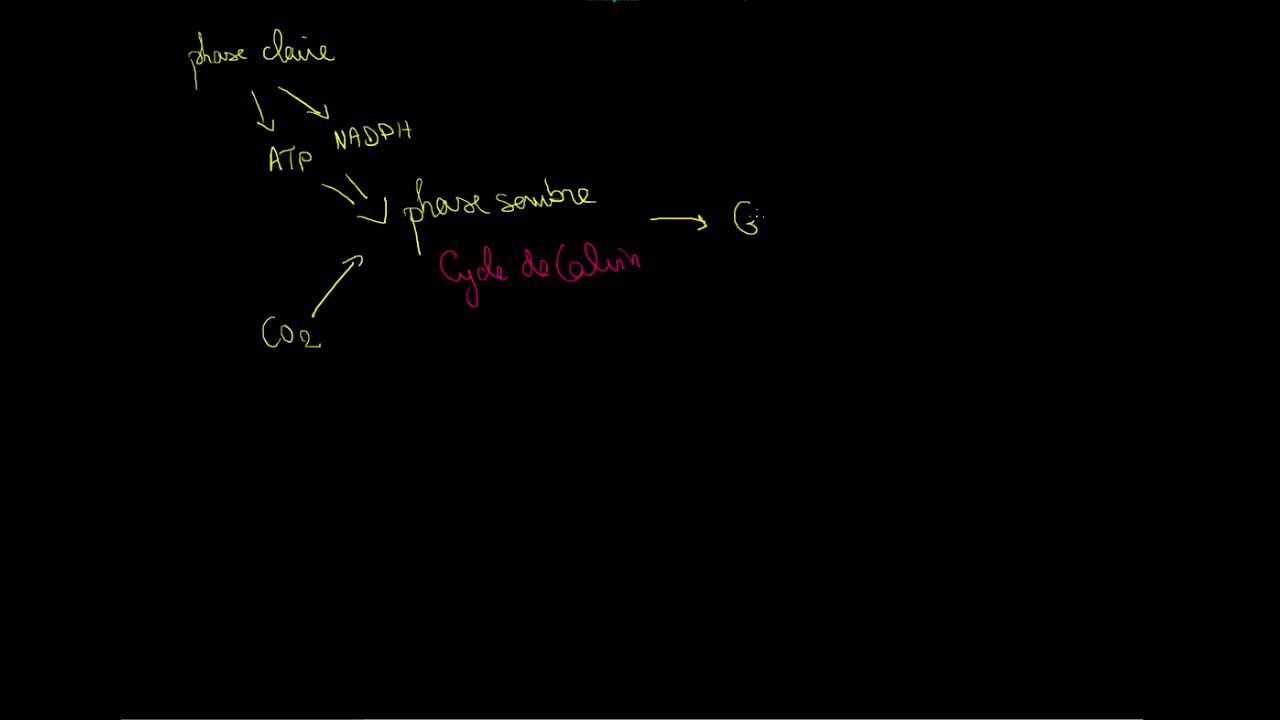 phase claire
ATP NADPH
phase sombre → G
Cycle de Calvin
CO2